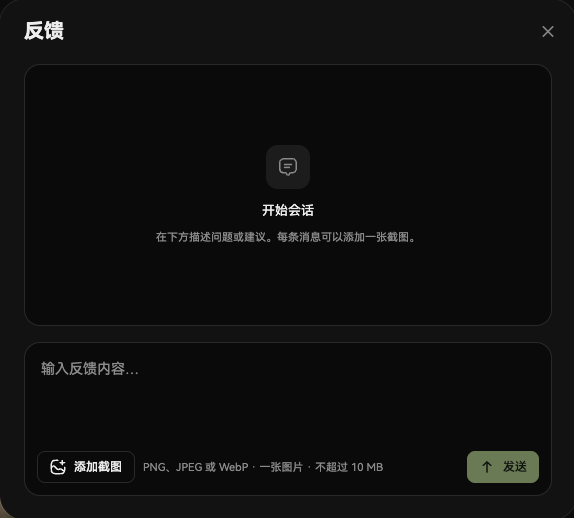 反馈
开始会话
在下方描述问题或建议。每条消息可以添加一张截图。
输入反馈内容...
添加截图
PNG、JPEG 或 WebP · 一张图片 · 不超过 10 MB
发送